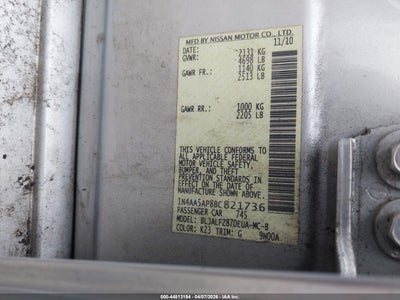 MFD BY NISSAN MOTOR CO., LTD.
DATE: 11/10
GVWR: 2131 KG
4698 LB
GAWR FR.: 1140 KG
2513 LB
GAWR RR.: 1000 KG
2205 LB
THIS VEHICLE CONFORMS TO
ALL APPLICABLE FEDERAL
MOTOR VEHICLE SAFETY,
BUMPER, AND THEFT
PREVENTION STANDARDS IN
EFFECT ON THE DATE OF
MANUFACTURE SHOWN ABOVE.
1N4AA5AP8BC821736
PASSENGER CAR 745
MODEL: BLJALFZ87DEUA-MC-B
COLOR: K23 TRIM: G 9N00A
ID: 000-44813184 | 04/07/2026 - IAA Inc.